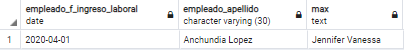 empleado_f_ingreso_laboral empleado_apellido max
date character varying (30) text
1 2020-04-01 Anchundia Lopez Jennifer Vanessa